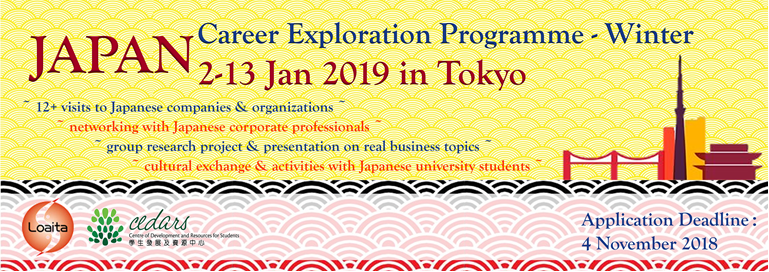 JAPAN Career Exploration Programme - Winter
2-13 Jan 2019 in Tokyo
~ 12+ visits to Japanese companies & organizations ~
~ networking with Japanese corporate professionals ~
~ group research project & presentation on real business topics ~
~ cultural exchange & activities with Japanese university students ~
Loaita
cedars
Centre of Development and Resources for Students
學生發展及資源中心
Application Deadline:
4 November 2018